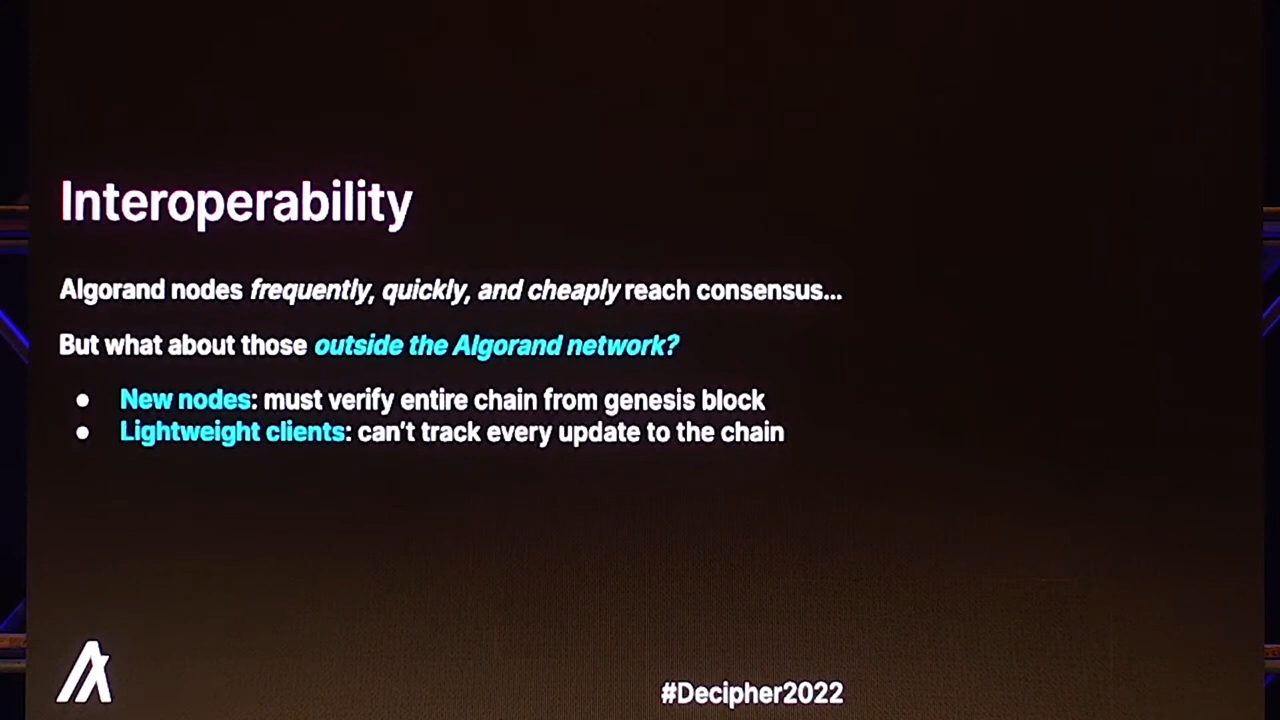 Interoperability
Algorand nodes frequently, quickly, and cheaply reach consensus...
But what about those outside the Algorand network?
● New nodes: must verify entire chain from genesis block
● Lightweight clients: can't track every update to the chain
#Decipher2022